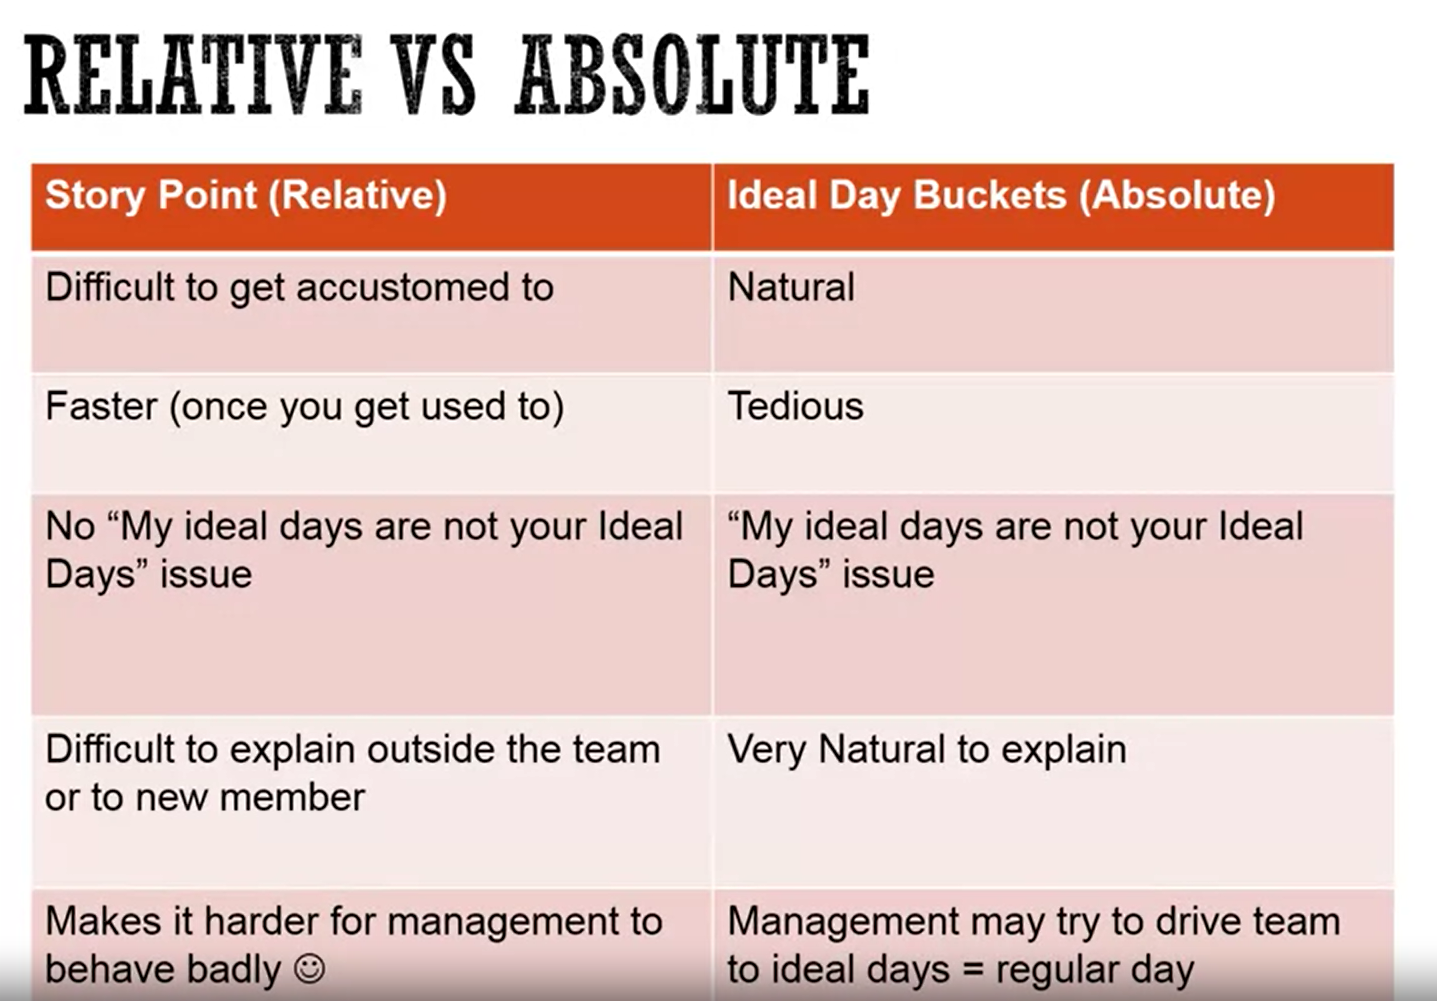 RELATIVE VS ABSOLUTE
Story Point (Relative)
Ideal Day Buckets (Absolute)
Difficult to get accustomed to
Natural
Faster (once you get used to)
Tedious
No “My ideal days are not your Ideal
Days” issue
“My ideal days are not your Ideal
Days” issue
Difficult to explain outside the team
or to new member
Very Natural to explain
Makes it harder for management to
behave badly ☺
Management may try to drive team
to ideal days = regular day